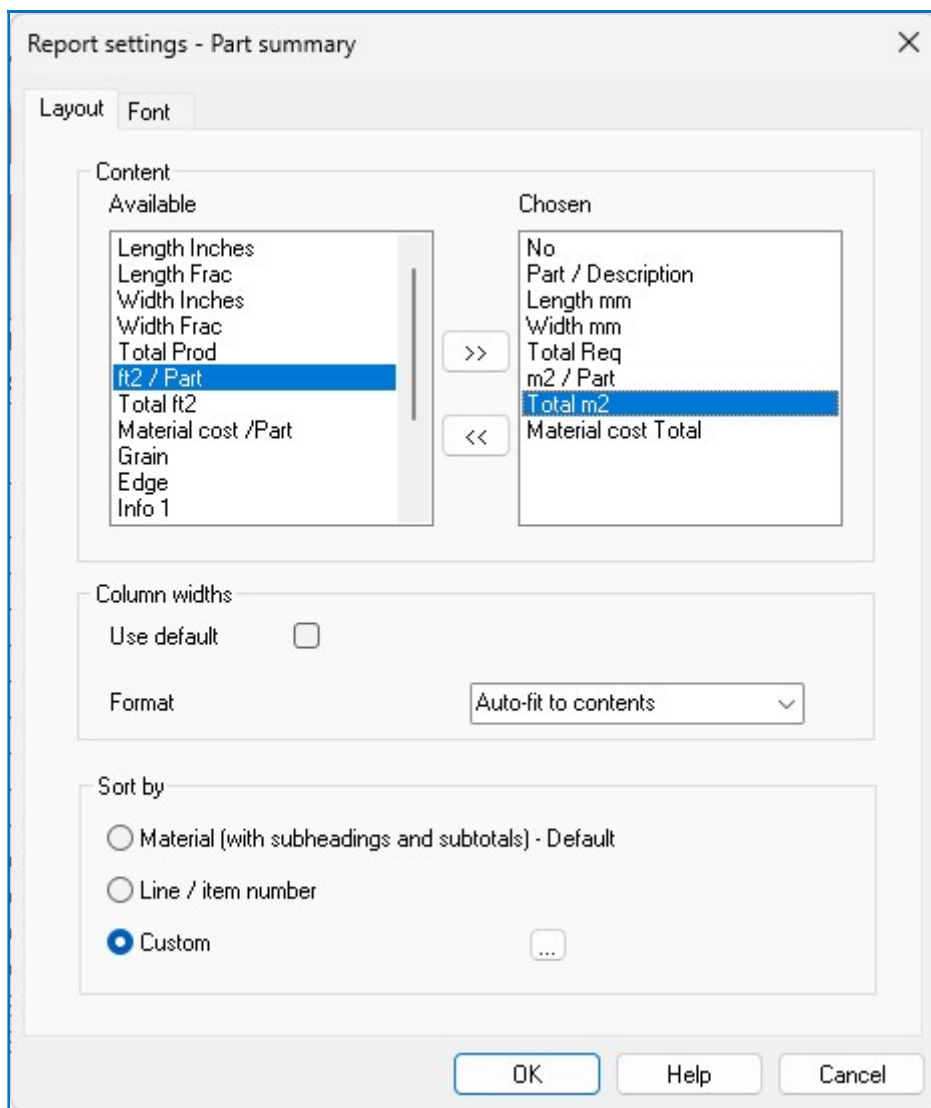 Report settings - Part summary
Layout
Font
Content
Available
Length Inches
Length Frac
Width Inches
Width Frac
Total Prod
ft2 / Part
Total ft2
Material cost /Part
Grain
Edge
Info 1
>>
<<
Chosen
No
Part / Description
Length mm
Width mm
Total Req
m2 / Part
Total m2
Material cost Total
Column widths
Use default
Format
Auto-fit to contents
Sort by
Material (with subheadings and subtotals) - Default
Line / item number
Custom
...
OK
Help
Cancel